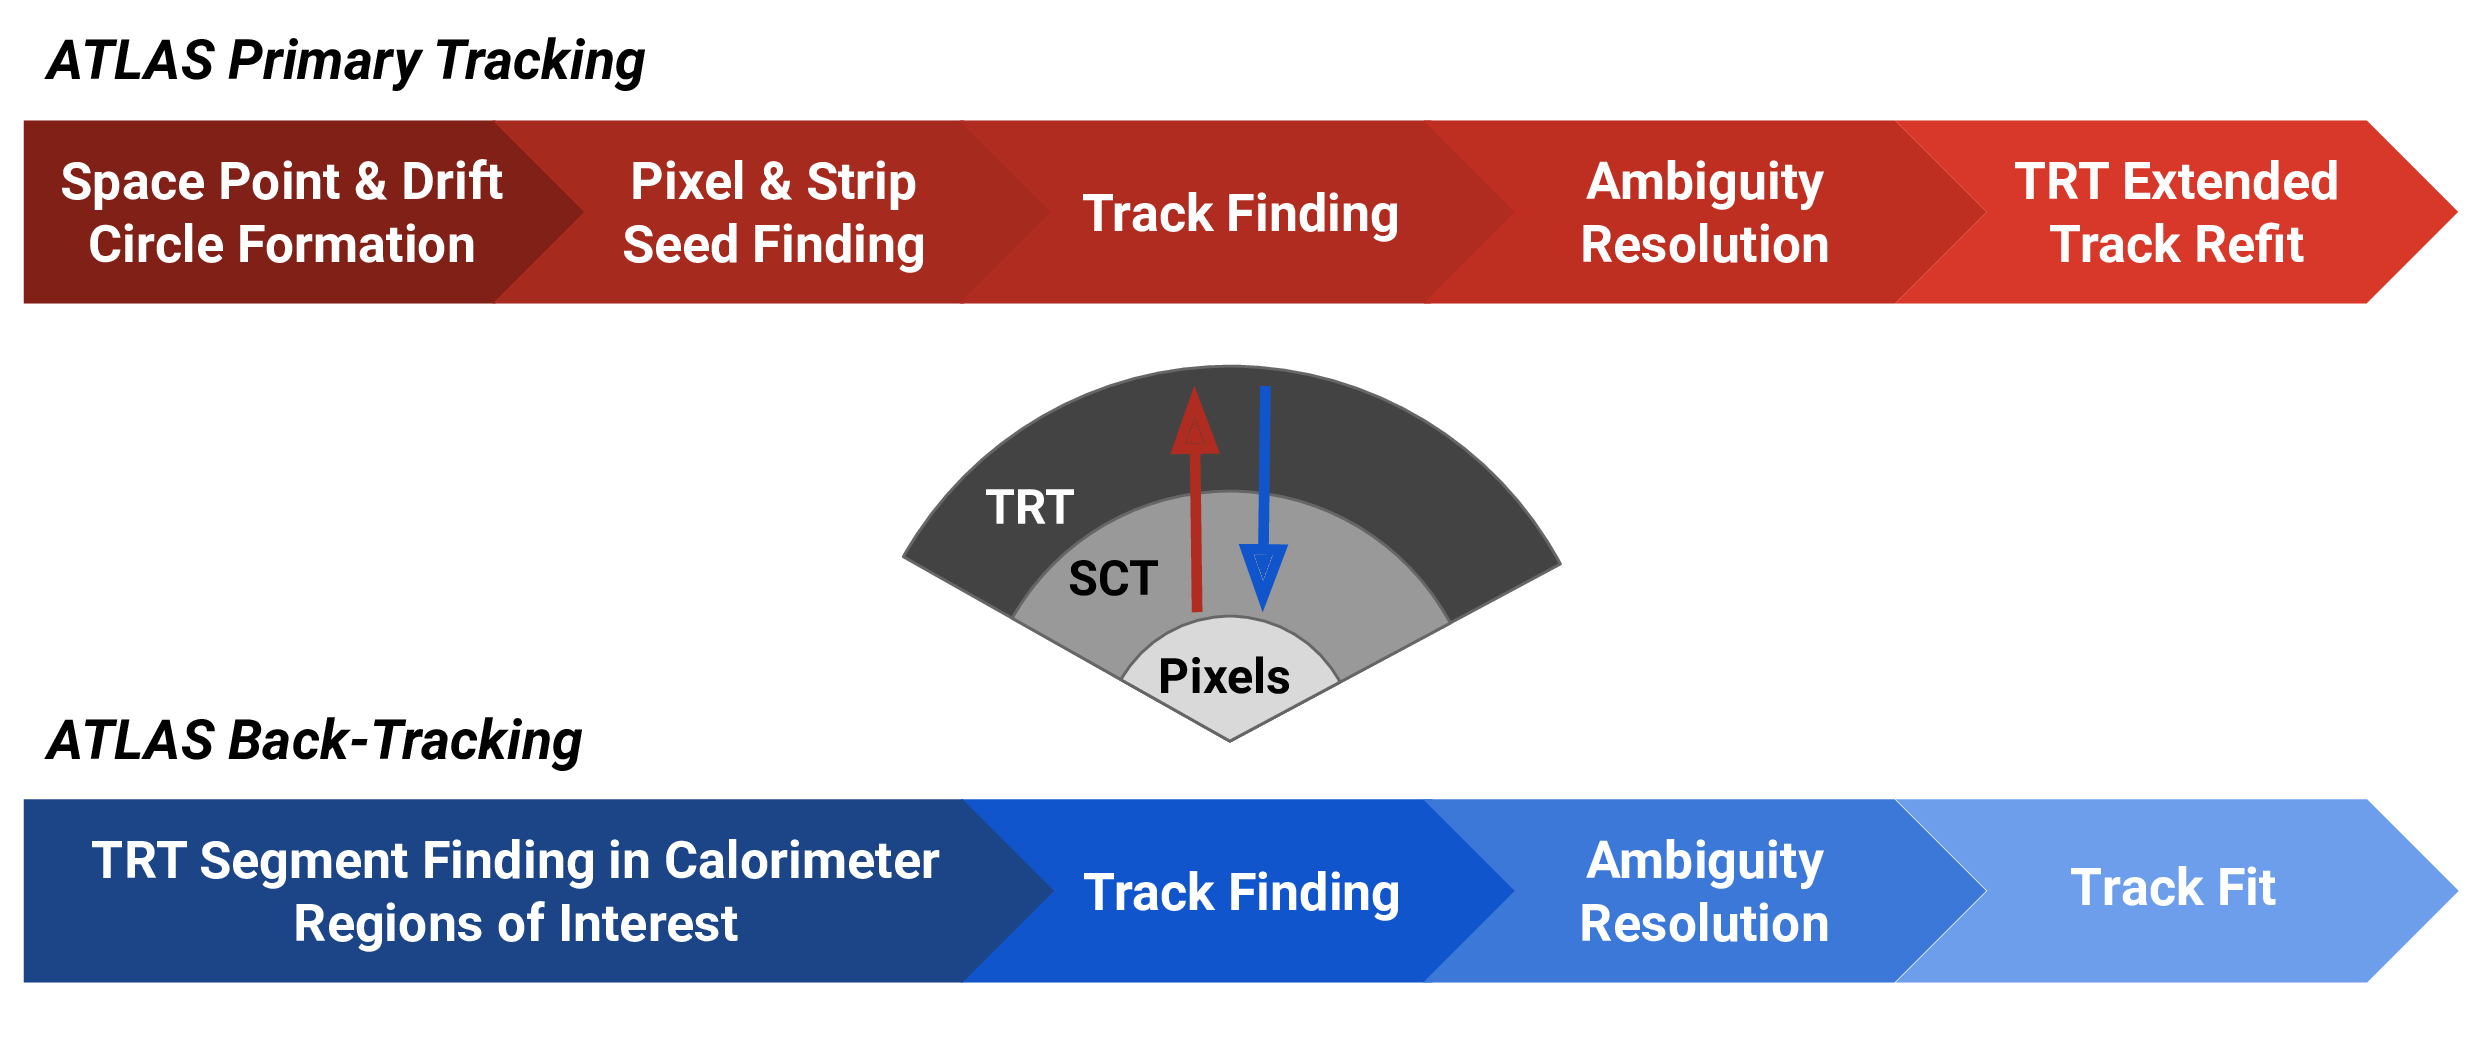 ATLAS Primary Tracking
Space Point & Drift
Circle Formation
Pixel & Strip
Seed Finding
Track Finding
Ambiguity
Resolution
TRT Extended
Track Refit
TRT
SCT
Pixels
ATLAS Back-Tracking
TRT Segment Finding in Calorimeter
Regions of Interest
Track Finding
Ambiguity
Resolution
Track Fit